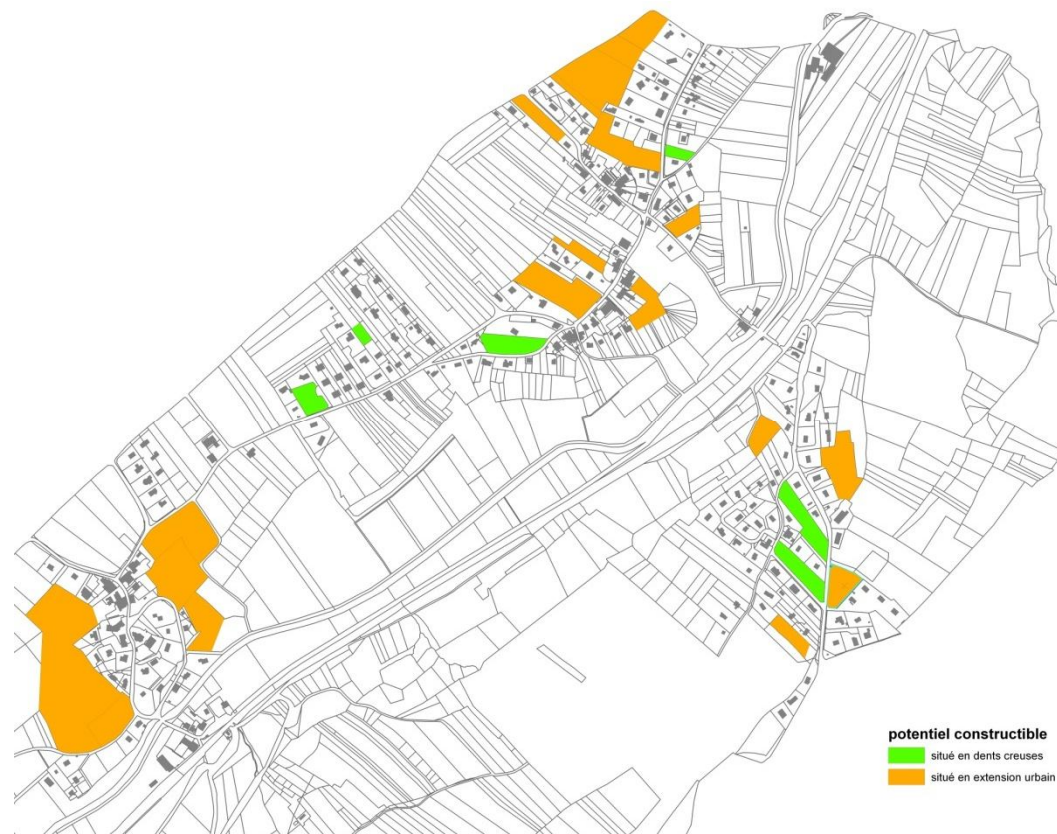 potentiel constructible
situé en dents creuses
situé en extension urbain